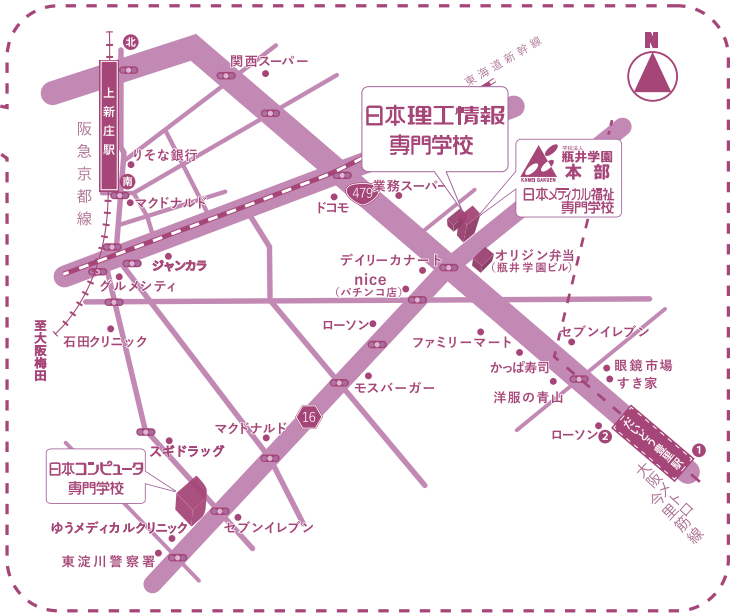 北
関西スーパー
東海道新幹線
N
上新庄駅
阪急京都線
りそな銀行
南
マクドナルド
日本理工情報
専門学校
学校法人
瓶井学園
本部
KAMEI GAKUEN
日本メディカル福祉
専門学校
479
業務スーパー
ドコモ
ジャンカラ
グルメシティ
デイリーカナート
nice
(パチンコ店)
オリジン弁当
(瓶井学園ビル)
至大阪梅田
石田クリニック
ローソン
ファミリーマート
セブンイレブン
かっぱ寿司
眼鏡市場
すき家
モスバーガー
洋服の青山
16
マクドナルド
ローソン
2
だいどう豊里駅
1
大阪メトロ
今里筋線
スギドラッグ
日本コンピュータ
専門学校
ゆうメディカルクリニック
セブンイレブン
東淀川警察署